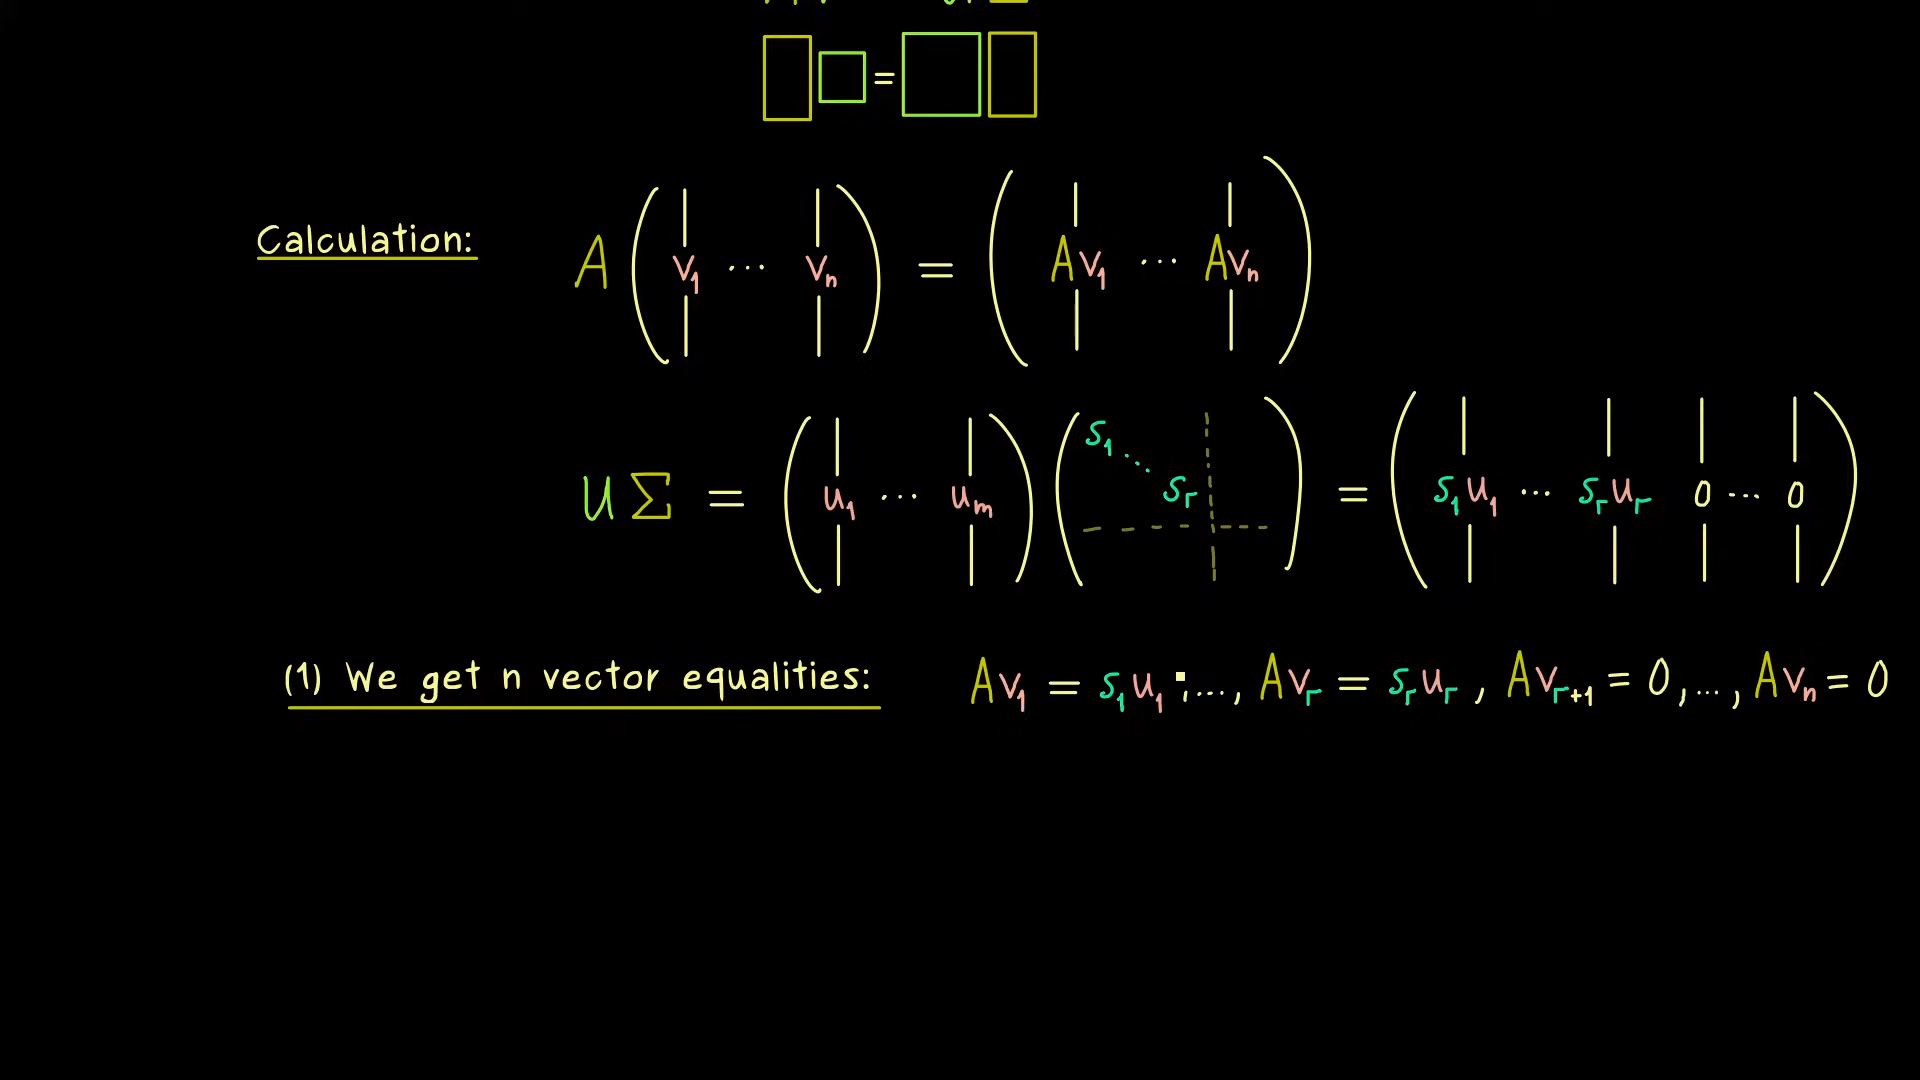 =
Calculation: A ( v₁ ... vₙ ) = ( Av₁ ... Avₙ )
UΣ = ( u₁ ... uₘ ) ( s₁ ⋱ sᵣ ) = ( s₁u₁ ... sᵣuᵣ 0 ... 0 )
(1) We get n vector equalities: Av₁ = s₁u₁ , ... , Avᵣ = sᵣuᵣ , Avᵣ₊₁ = 0 , ... , Avₙ = 0